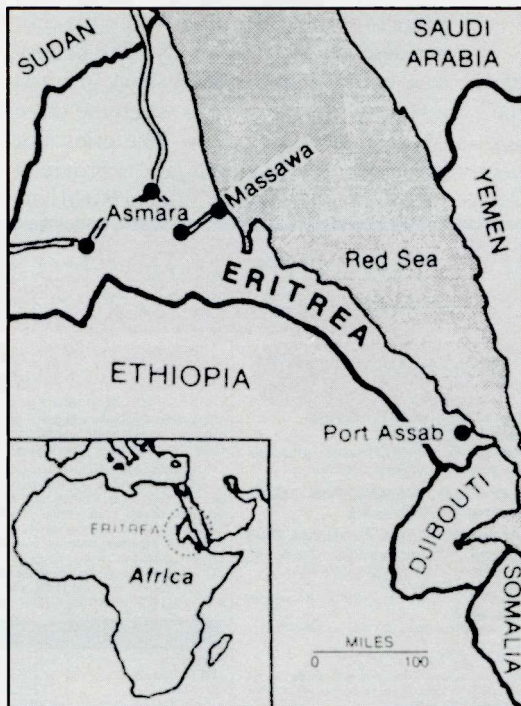 SUDAN
SAUDI
ARABIA
YEMEN
Massawa
Asmara
Red Sea
ERITREA
ETHIOPIA
Port Assab
DJIBOUTI
SOMALIA
ERITREA
Africa
MILES
0 100